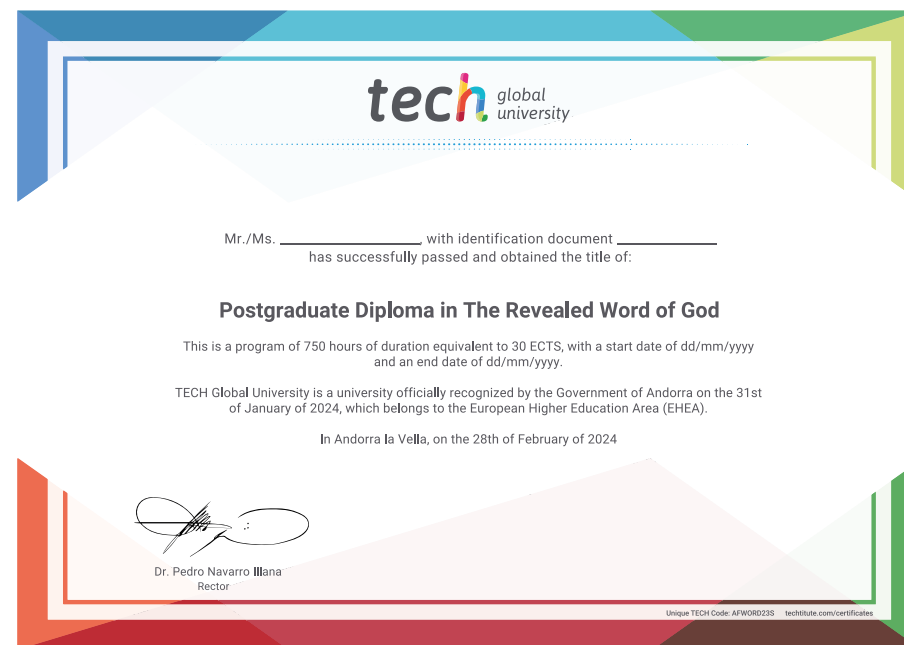 tech global university
Mr./Ms. ____________________, with identification document ______________
has successfully passed and obtained the title of:
Postgraduate Diploma in The Revealed Word of God
This is a program of 750 hours of duration equivalent to 30 ECTS, with a start date of dd/mm/yyyy
and an end date of dd/mm/yyyy.
TECH Global University is a university officially recognized by the Government of Andorra on the 31st
of January of 2024, which belongs to the European Higher Education Area (EHEA).
In Andorra la Vella, on the 28th of February of 2024
Dr. Pedro Navarro Illana
Rector
Unique TECH Code: AFWORD23S techtitute.com/certificates